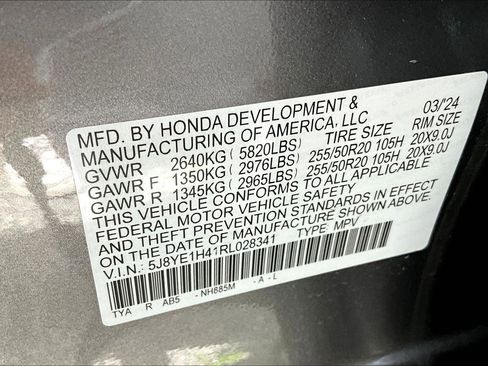 MFD. BY HONDA DEVELOPMENT & 03/'24
MANUFACTURING OF AMERICA, LLC
TIRE SIZE RIM SIZE
GVWR 2640KG ( 5820LBS)
GAWR F 1350KG ( 2976LBS) 255/50R20 105H 20X9.0J
GAWR R 1345KG ( 2965LBS) 255/50R20 105H 20X9.0J
THIS VEHICLE CONFORMS TO ALL APPLICABLE
FEDERAL MOTOR VEHICLE SAFETY
AND THEFT PREVENTION STANDARDS IN EFFECT
ON THE DATE OF MANUFACTURE SHOWN ABOVE.
V.I.N.: 5J8YE1H41RL028341 TYPE: MPV
TYA R AB5 - NH885M - A - L